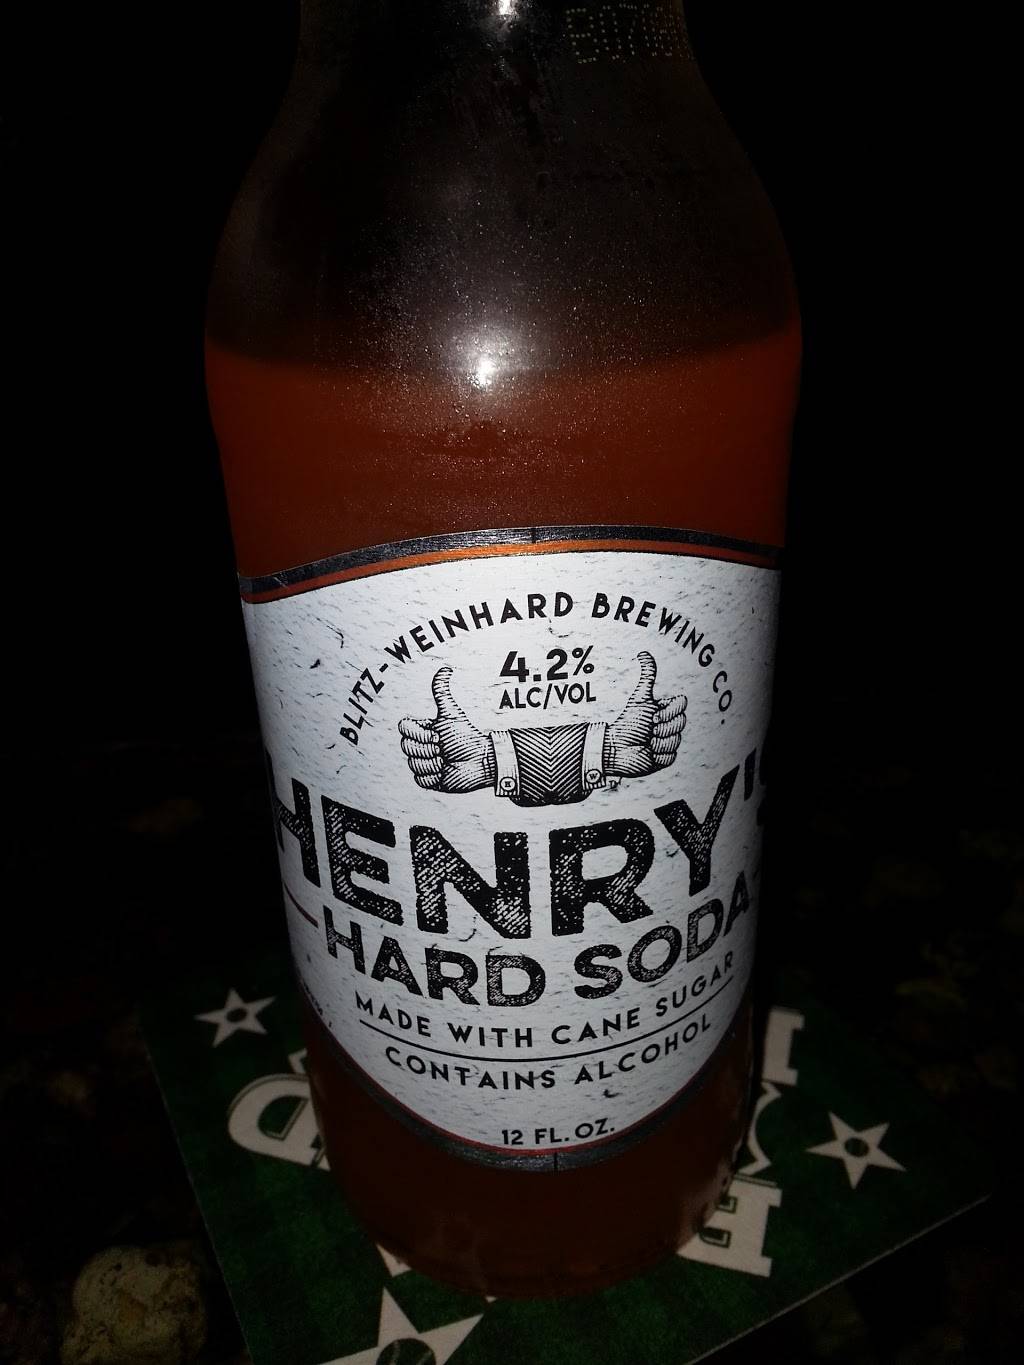 BLITZ-WEINHARD BREWING CO.
4.2%
ALC/VOL
HENRY'S
HARD SODA
MADE WITH CANE SUGAR
CONTAINS ALCOHOL
12 FL. OZ.